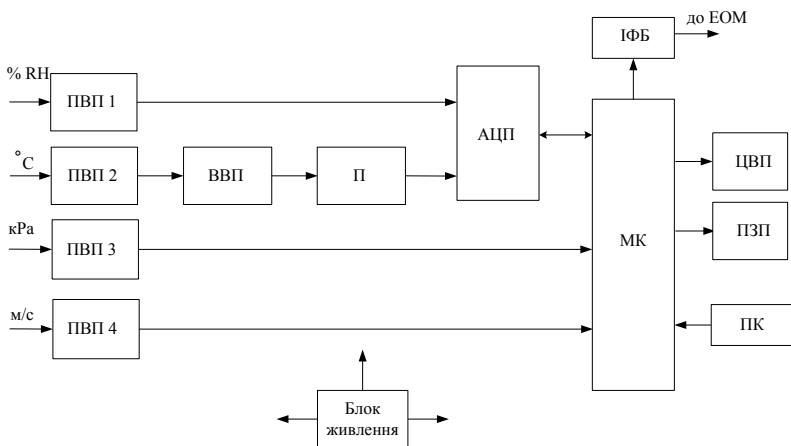 до ЕОМ
ІФБ
% RH
ПВП 1
АЦП
°C
ПВП 2
ВВП
П
ЦВП
кРа
ПВП 3
МК
ПЗП
м/с
ПВП 4
ПК
Блок
живлення